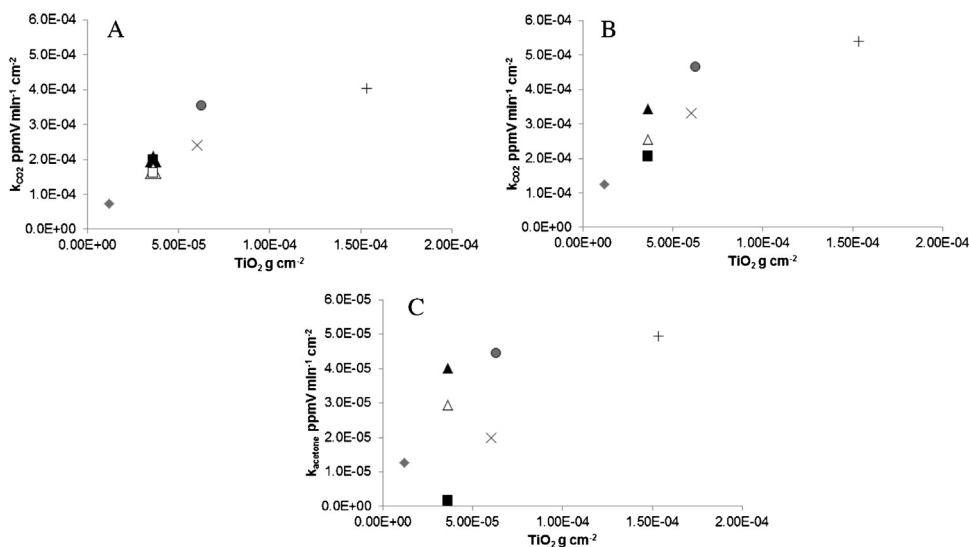 A
6.0E-04
5.0E-04
4.0E-04
3.0E-04
2.0E-04
1.0E-04
0.0E+00
k_CO2 ppmV min⁻¹ cm⁻²
0.00E+00 5.00E-05 1.00E-04 1.50E-04 2.00E-04
TiO₂ g cm⁻²
B
6.0E-04
5.0E-04
4.0E-04
3.0E-04
2.0E-04
1.0E-04
0.0E+00
k_CO2 ppmV min⁻¹ cm⁻²
0.00E+00 5.00E-05 1.00E-04 1.50E-04 2.00E-04
TiO₂ g cm⁻²
C
6.0E-05
5.0E-05
4.0E-05
3.0E-05
2.0E-05
1.0E-05
0.0E+00
k_acetone ppmV min⁻¹ cm⁻²
0.00E+00 5.00E-05 1.00E-04 1.50E-04 2.00E-04
TiO₂ g cm⁻²